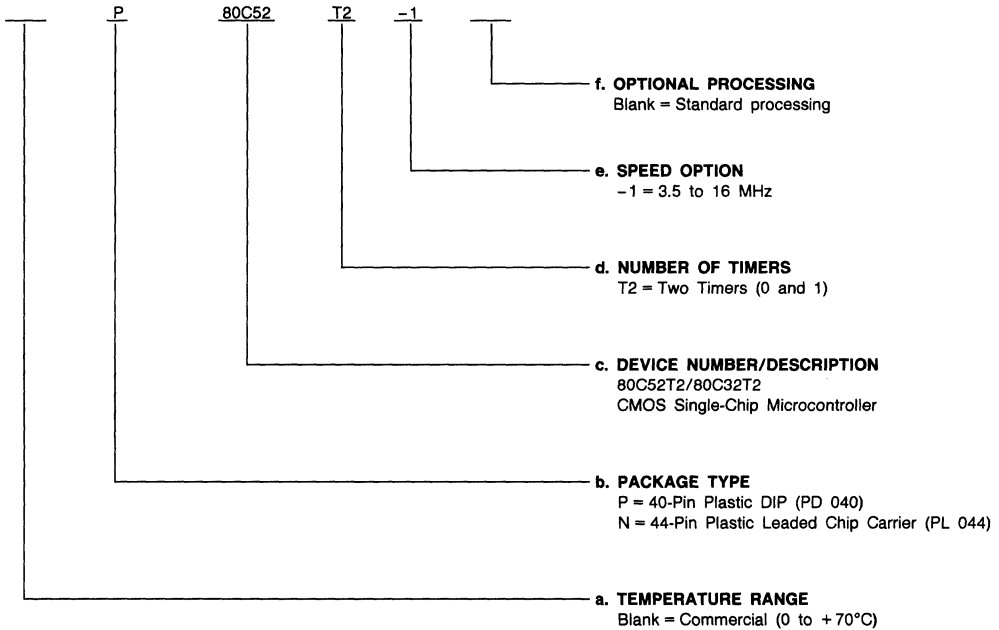 P 80C52 T2 −1
f. OPTIONAL PROCESSING
Blank = Standard processing
e. SPEED OPTION
−1 = 3.5 to 16 MHz
d. NUMBER OF TIMERS
T2 = Two Timers (0 and 1)
c. DEVICE NUMBER/DESCRIPTION
80C52T2/80C32T2
CMOS Single-Chip Microcontroller
b. PACKAGE TYPE
P = 40-Pin Plastic DIP (PD 040)
N = 44-Pin Plastic Leaded Chip Carrier (PL 044)
a. TEMPERATURE RANGE
Blank = Commercial (0 to +70°C)